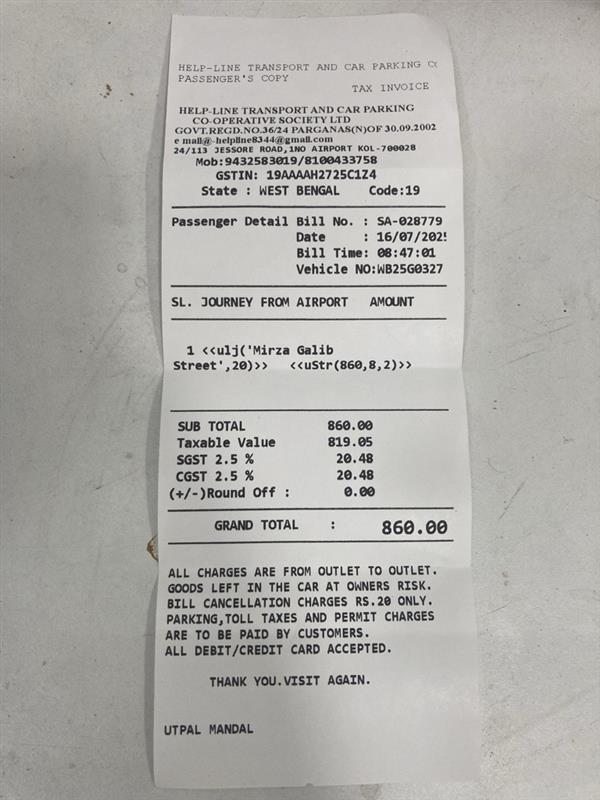 HELP-LINE TRANSPORT AND CAR PARKING
PASSENGER'S COPY
TAX INVOICE
HELP-LINE TRANSPORT AND CAR PARKING
CO-OPERATIVE SOCIETY LTD
GOVT.REGD.NO.36/24 PARGANAS(N)OF 30.09.2002
e mail@-helpline8344@gmail.com
24/113 JESSORE ROAD,1NO AIRPORT KOL-700028
Mob:9432583019/8100433758
GSTIN: 19AAAAH2725C1Z4
State : WEST BENGAL Code:19
Passenger Detail Bill No. : SA-028779
Date : 16/07/2025
Bill Time: 08:47:01
Vehicle NO:WB25G0327
SL. JOURNEY FROM AIRPORT AMOUNT
1 <<ulj('Mirza Galib
Street',20)>> <<uStr(860,8,2)>>
SUB TOTAL 860.00
Taxable Value 819.05
SGST 2.5 % 20.48
CGST 2.5 % 20.48
(+/-)Round Off : 0.00
GRAND TOTAL : 860.00
ALL CHARGES ARE FROM OUTLET TO OUTLET.
GOODS LEFT IN THE CAR AT OWNERS RISK.
BILL CANCELLATION CHARGES RS.20 ONLY.
PARKING,TOLL TAXES AND PERMIT CHARGES
ARE TO BE PAID BY CUSTOMERS.
ALL DEBIT/CREDIT CARD ACCEPTED.
THANK YOU.VISIT AGAIN.
UTPAL MANDAL